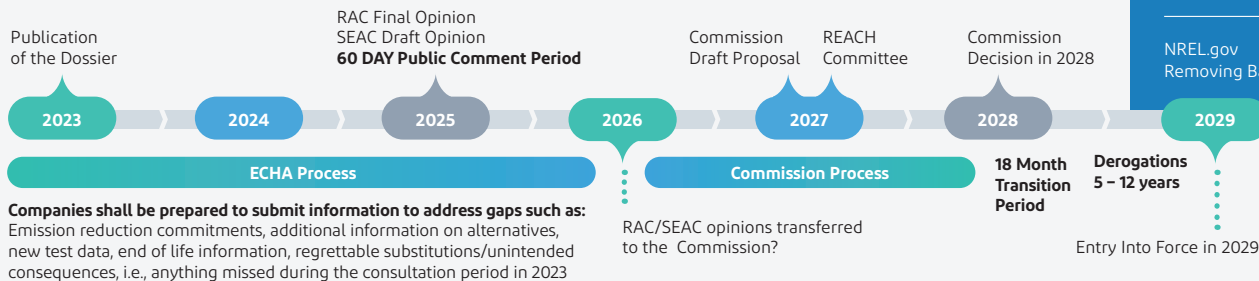 Publication
of the Dossier
RAC Final Opinion
SEAC Draft Opinion
60 DAY Public Comment Period
Commission
Draft Proposal
REACH
Committee
Commission
Decision in 2028
NREL.gov
Removing
2023
2024
2025
2026
2027
2028
2029
ECHA Process
Commission Process
18 Month
Transition
Period
Derogations
5 – 12 years
Companies shall be prepared to submit information to address gaps such as:
Emission reduction commitments, additional information on alternatives,
new test data, end of life information, regrettable substitutions/unintended
consequences, i.e., anything missed during the consultation period in 2023
RAC/SEAC opinions transferred
to the Commission?
Entry Into Force in 2029